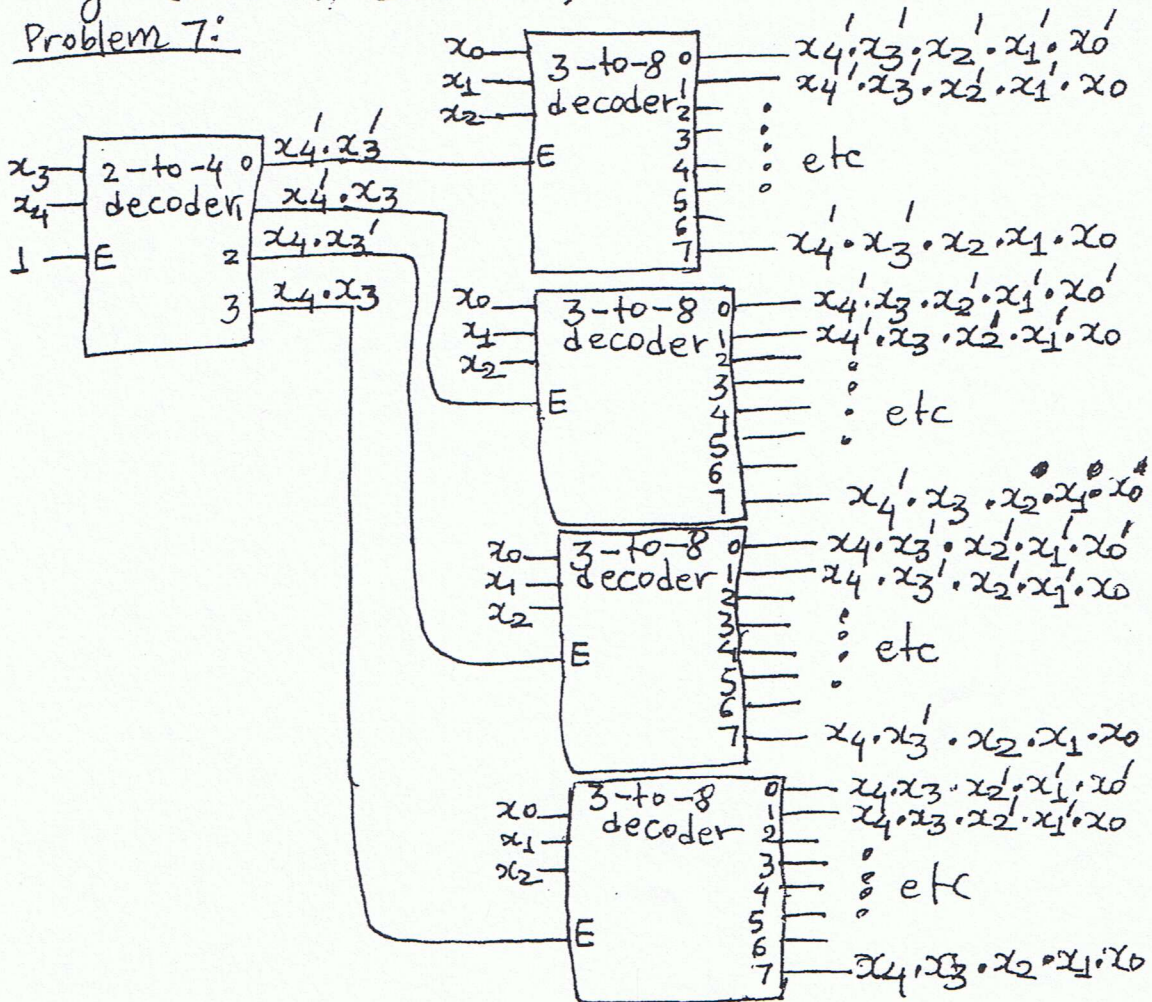 Problem 7:
x0
x1
x2
E
3-to-8
decoder
0
1
2
3
4
5
6
7
x4'·x3'·x2'·x1'·x0'
x4'·x3'·x2'·x1'·x0
etc
x4'·x3'·x2·x1·x0
x3
x4
1
E
2-to-4
decoder
0
1
2
3
x4'·x3'
x4'·x3
x4·x3'
x4·x3
x0
x1
x2
E
3-to-8
decoder
0
1
2
3
4
5
6
7
x4'·x3·x2'·x1'·x0'
x4'·x3·x2'·x1'·x0
etc
x4'·x3·x2·x1·x0
x0
x1
x2
E
3-to-8
decoder
0
1
2
3
4
5
6
7
x4·x3'·x2'·x1'·x0'
x4·x3'·x2'·x1'·x0
etc
x4·x3'·x2·x1·x0
x0
x1
x2
E
3-to-8
decoder
0
1
2
3
4
5
6
7
x4·x3·x2'·x1'·x0'
x4·x3·x2'·x1'·x0
etc
x4·x3·x2·x1·x0